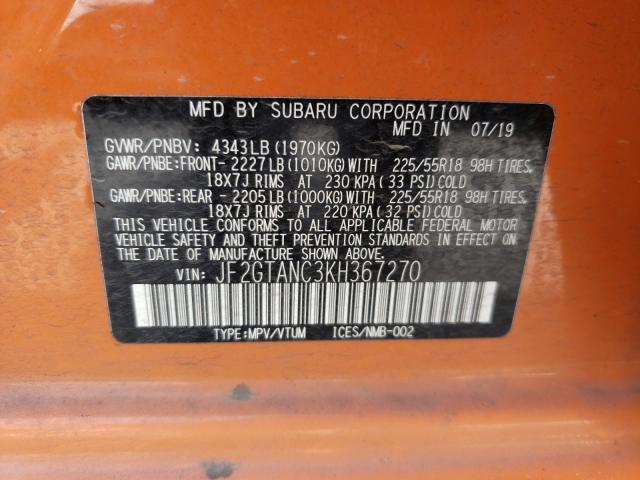 MFD BY SUBARU CORPORATION
MFD IN 07/19
GVWR/PNBV: 4343LB (1970KG)
GAWR/PNBE:FRONT-2227LB(1010KG)WITH 225/55R18 98H TIRES,
18X7J RIMS AT 230 KPA (33 PSI)COLD
GAWR/PNBE:REAR -2205LB(1000KG)WITH 225/55R18 98H TIRES,
18X7J RIMS AT 220 KPA (32 PSI)COLD
THIS VEHICLE CONFORMS TO ALL APPLICABLE FEDERAL MOTOR
VEHICLE SAFETY AND THEFT PREVENTION STANDARDS IN EFFECT ON
THE DATE OF MANUFACTURE SHOWN ABOVE.
VIN: JF2GTANC3KH367270
TYPE:MPV/VTUM ICES/NMB-002